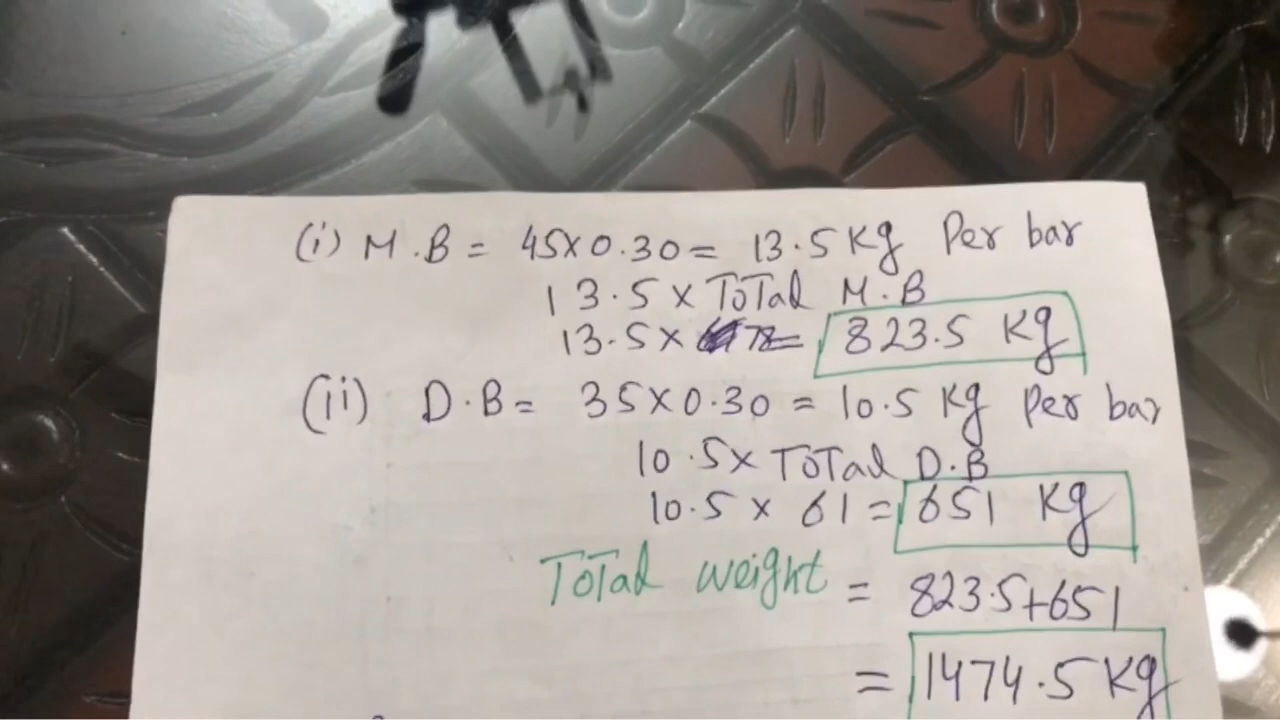 (i) M.B = 45x0.30 = 13.5 Kg Per bar
13.5 x ToTal M.B
13.5 x = 823.5 Kg
(ii) D.B = 35x0.30 = 10.5 Kg Per bar
10.5x ToTal D.B
10.5 x 61 = 651 Kg
ToTal weight = 823.5+651
= 1474.5 Kg